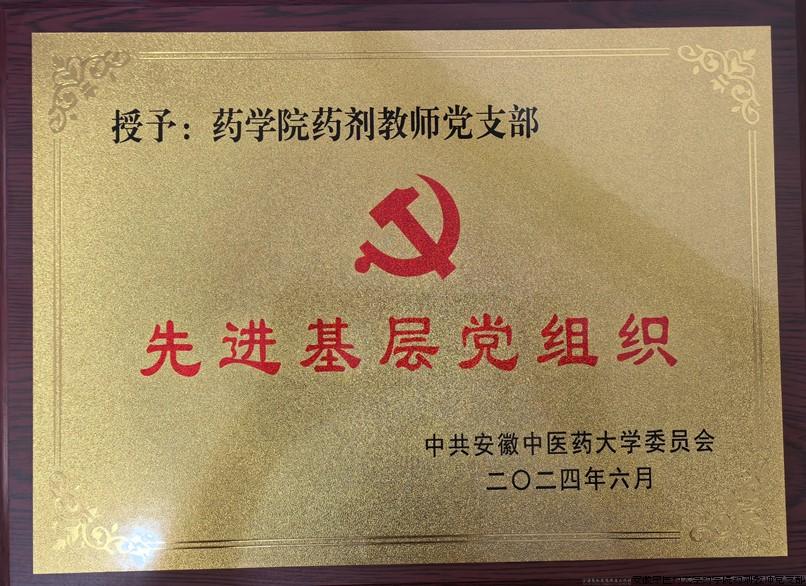 授予：药学院药剂教师党支部
先进基层党组织
中共安徽中医药大学委员会
二〇二四年六月